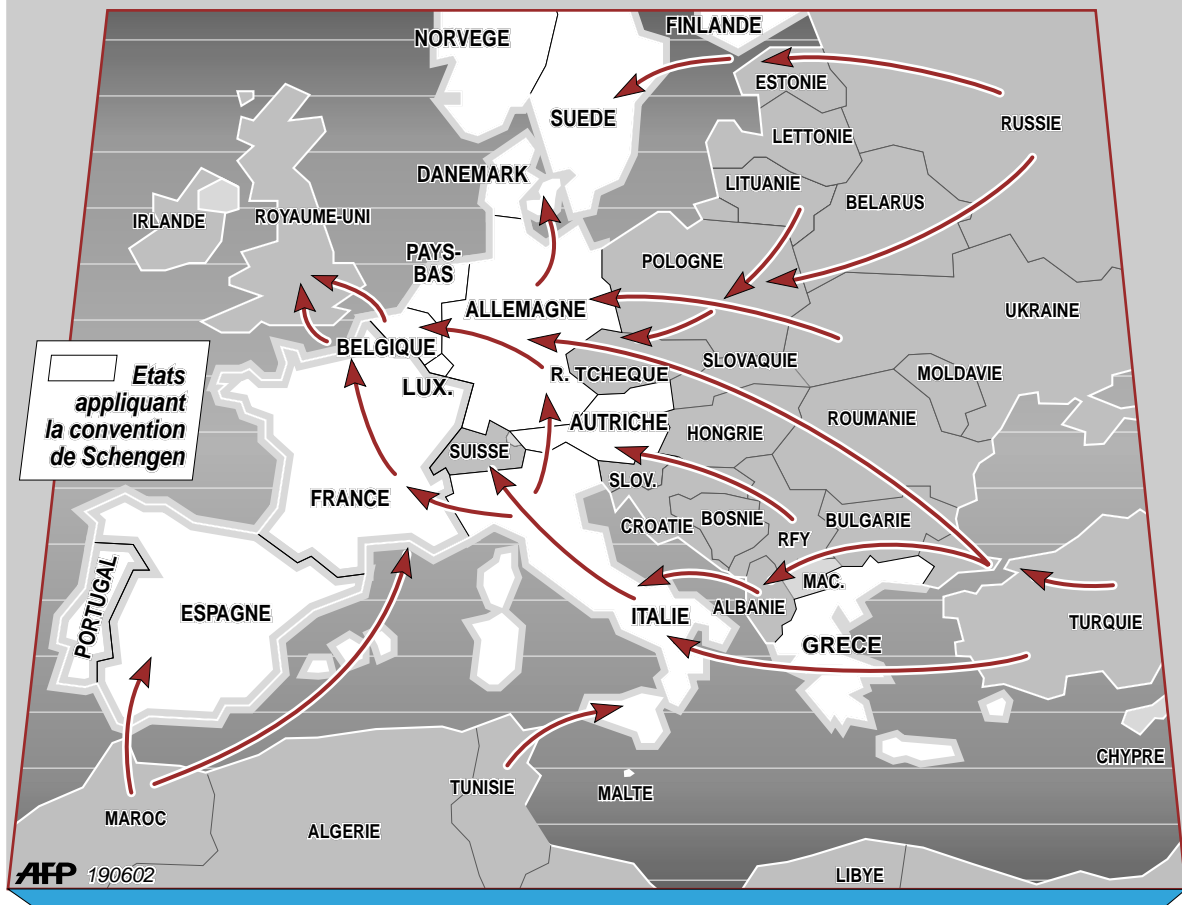 NORVEGE
FINLANDE
ESTONIE
SUEDE
RUSSIE
LETTONIE
DANEMARK
LITUANIE
BELARUS
IRLANDE
ROYAUME-UNI
PAYS-
BAS
POLOGNE
ALLEMAGNE
UKRAINE
BELGIQUE
SLOVAQUIE
R. TCHEQUE
MOLDAVIE
LUX.
Etats
appliquant
la convention
de Schengen
AUTRICHE
ROUMANIE
HONGRIE
SUISSE
SLOV.
FRANCE
CROATIE
BOSNIE
BULGARIE
RFY
MAC.
PORTUGAL
ESPAGNE
ITALIE
ALBANIE
TURQUIE
GRECE
CHYPRE
TUNISIE
MALTE
MAROC
ALGERIE
AFP 190602
LIBYE